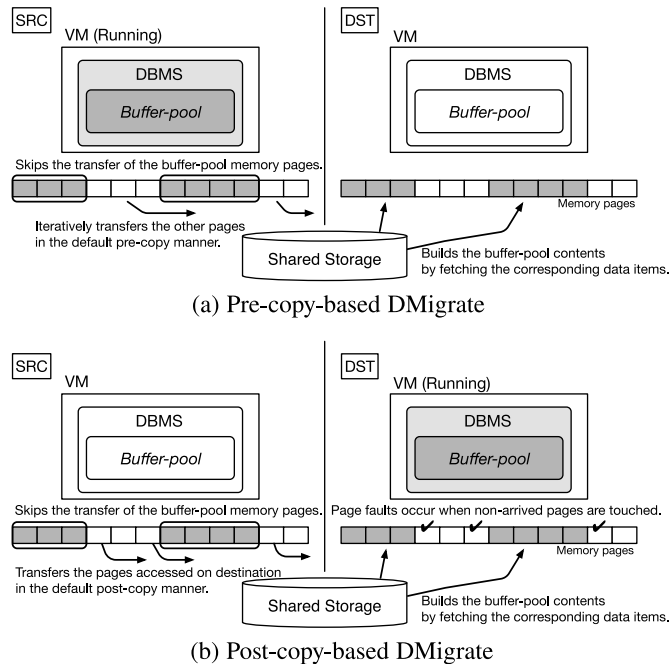 SRC
VM (Running)
DBMS
Buffer-pool
Skips the transfer of the buffer-pool memory pages.
Iteratively transfers the other pages
in the default pre-copy manner.
DST
VM
DBMS
Buffer-pool
Memory pages
Shared Storage
Builds the buffer-pool contents
by fetching the corresponding data items.
(a) Pre-copy-based DMigrate
SRC
VM
DBMS
Buffer-pool
Skips the transfer of the buffer-pool memory pages.
Transfers the pages accessed on destination
in the default post-copy manner.
DST
VM (Running)
DBMS
Buffer-pool
Page faults occur when non-arrived pages are touched.
Memory pages
Shared Storage
Builds the buffer-pool contents
by fetching the corresponding data items.
(b) Post-copy-based DMigrate